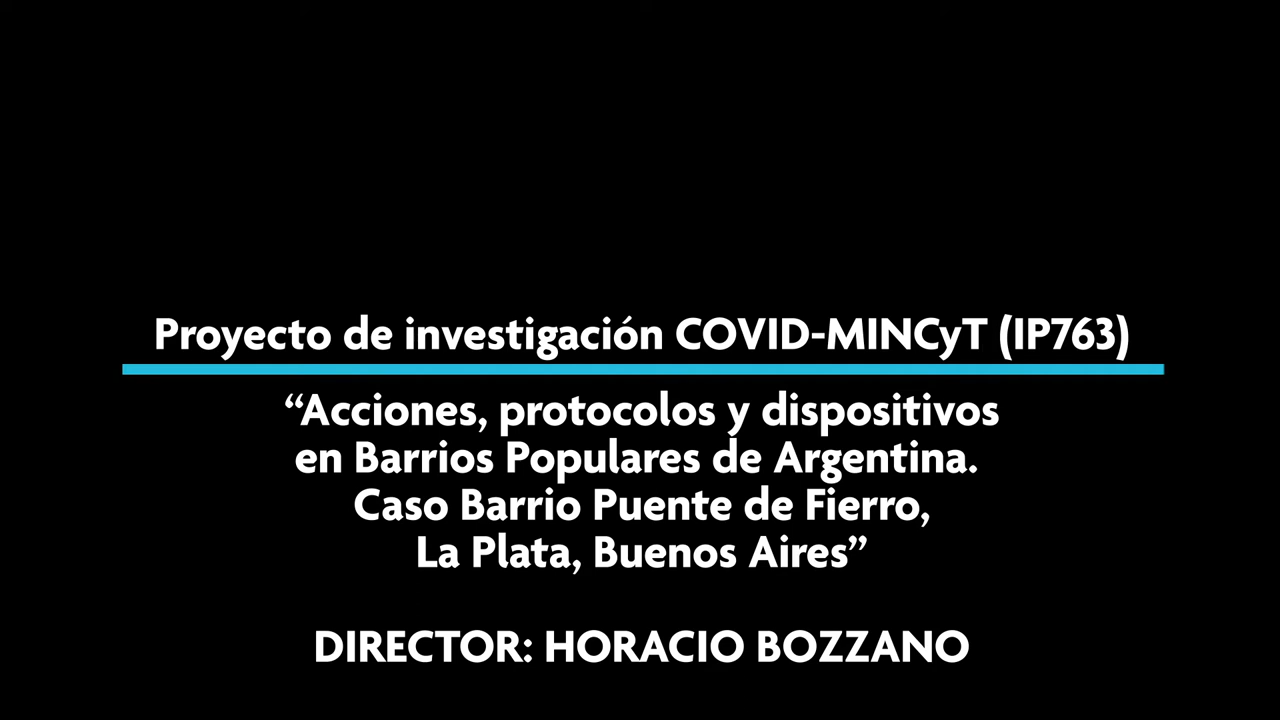 Proyecto de investigación COVID-MINCyT (IP763)
“Acciones, protocolos y dispositivos
en Barrios Populares de Argentina.
Caso Barrio Puente de Fierro,
La Plata, Buenos Aires”
DIRECTOR: HORACIO BOZZANO